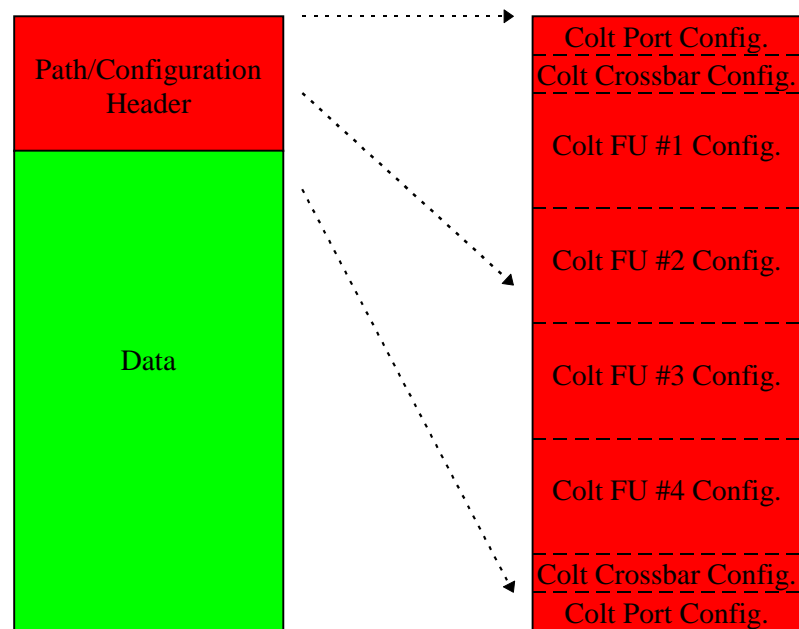 Path/Configuration
Header
Data
Colt Port Config.
Colt Crossbar Config.
Colt FU #1 Config.
Colt FU #2 Config.
Colt FU #3 Config.
Colt FU #4 Config.
Colt Crossbar Config.
Colt Port Config.